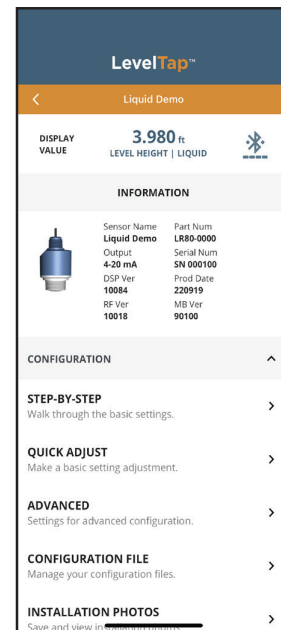 LevelTap™
Liquid Demo
DISPLAY VALUE
3.980 ft
LEVEL HEIGHT | LIQUID
INFORMATION
Sensor Name
Liquid Demo
Part Num
LR80-0000
Output
4-20 mA
Serial Num
SN 000100
DSP Ver
10084
Prod Date
220919
RF Ver
10018
MB Ver
90100
CONFIGURATION
STEP-BY-STEP
Walk through the basic settings.
QUICK ADJUST
Make a basic setting adjustment.
ADVANCED
Settings for advanced configuration.
CONFIGURATION FILE
Manage your configuration files.
INSTALLATION PHOTOS
Save and view installation photos.